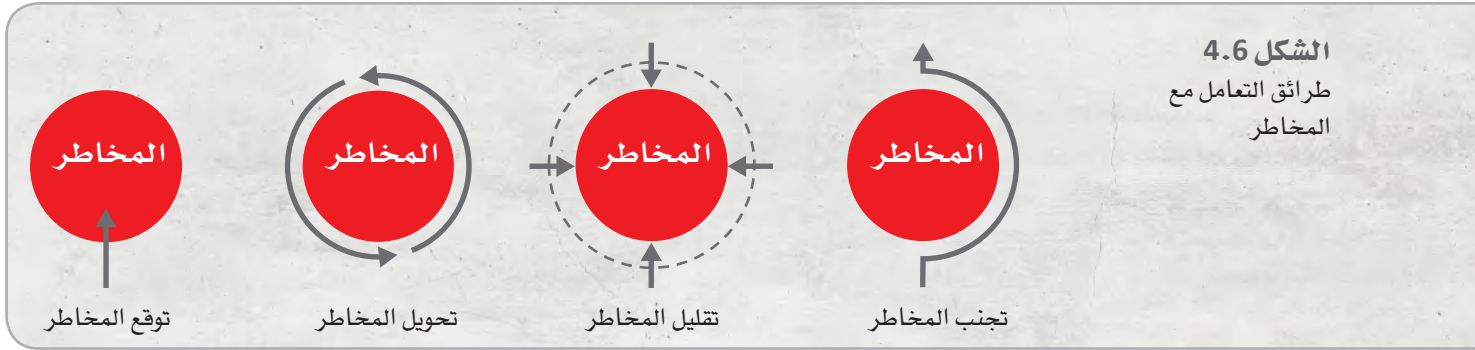 الشكل 4.6
طرائق التعامل مع
المخاطر
المخاطر
المخاطر
المخاطر
المخاطر
تجنب المخاطر
تقليل المخاطر
تحويل المخاطر
توقع المخاطر